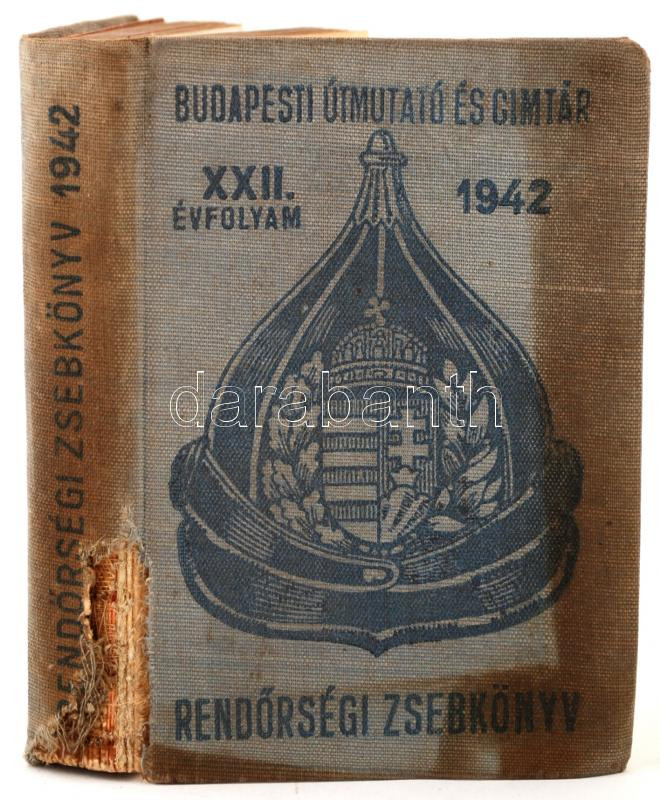 BUDAPESTI ÚTMUTATÓ ÉS CIMTÁR
XXII.
ÉVFOLYAM
1942
RENDŐRSÉGI ZSEBKÖNYV
RENDŐRSÉGI ZSEBKÖNYV 1942
darabanth